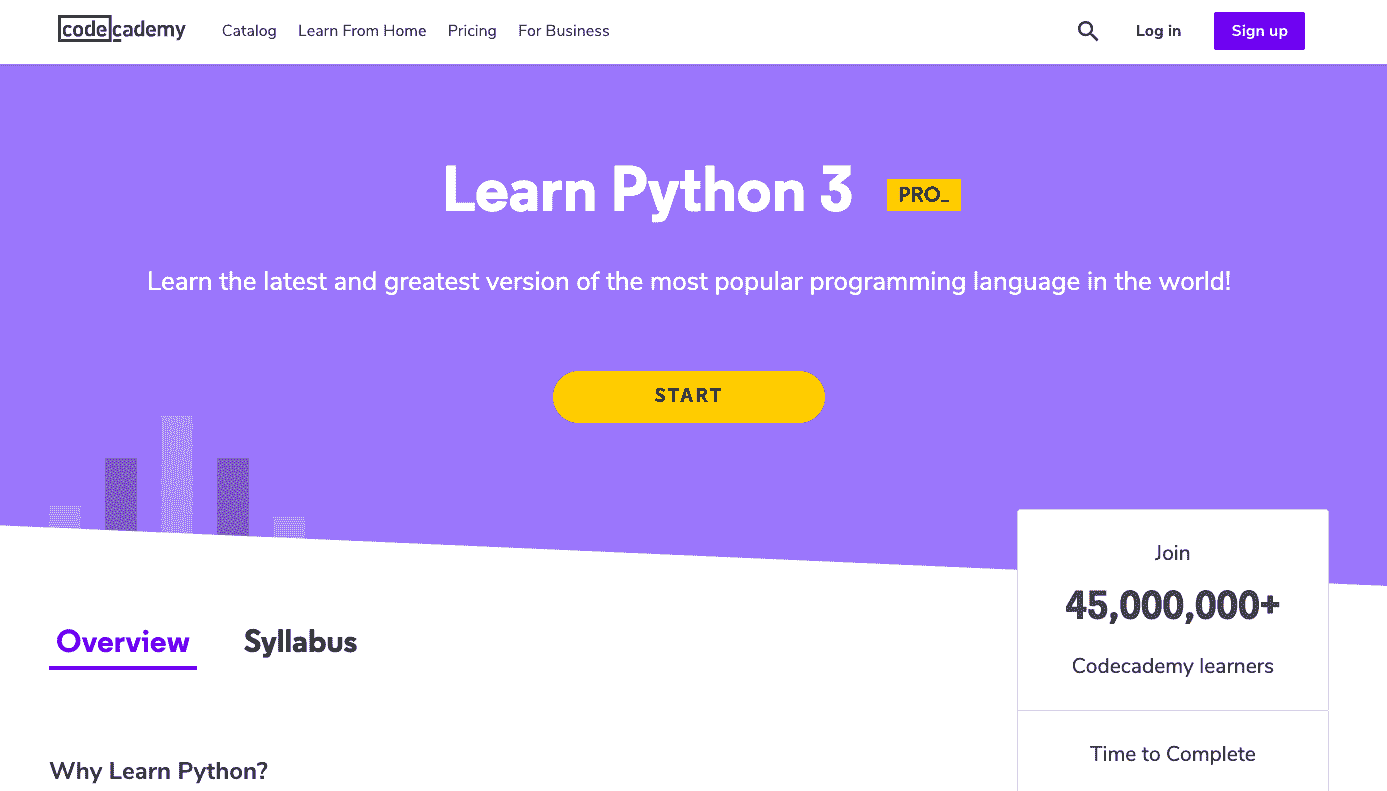 codecademy Catalog Learn From Home Pricing For Business Log in Sign up
Learn Python 3 PRO_
Learn the latest and greatest version of the most popular programming language in the world!
START
Join
45,000,000+
Codecademy learners
Overview Syllabus
Time to Complete
Why Learn Python?